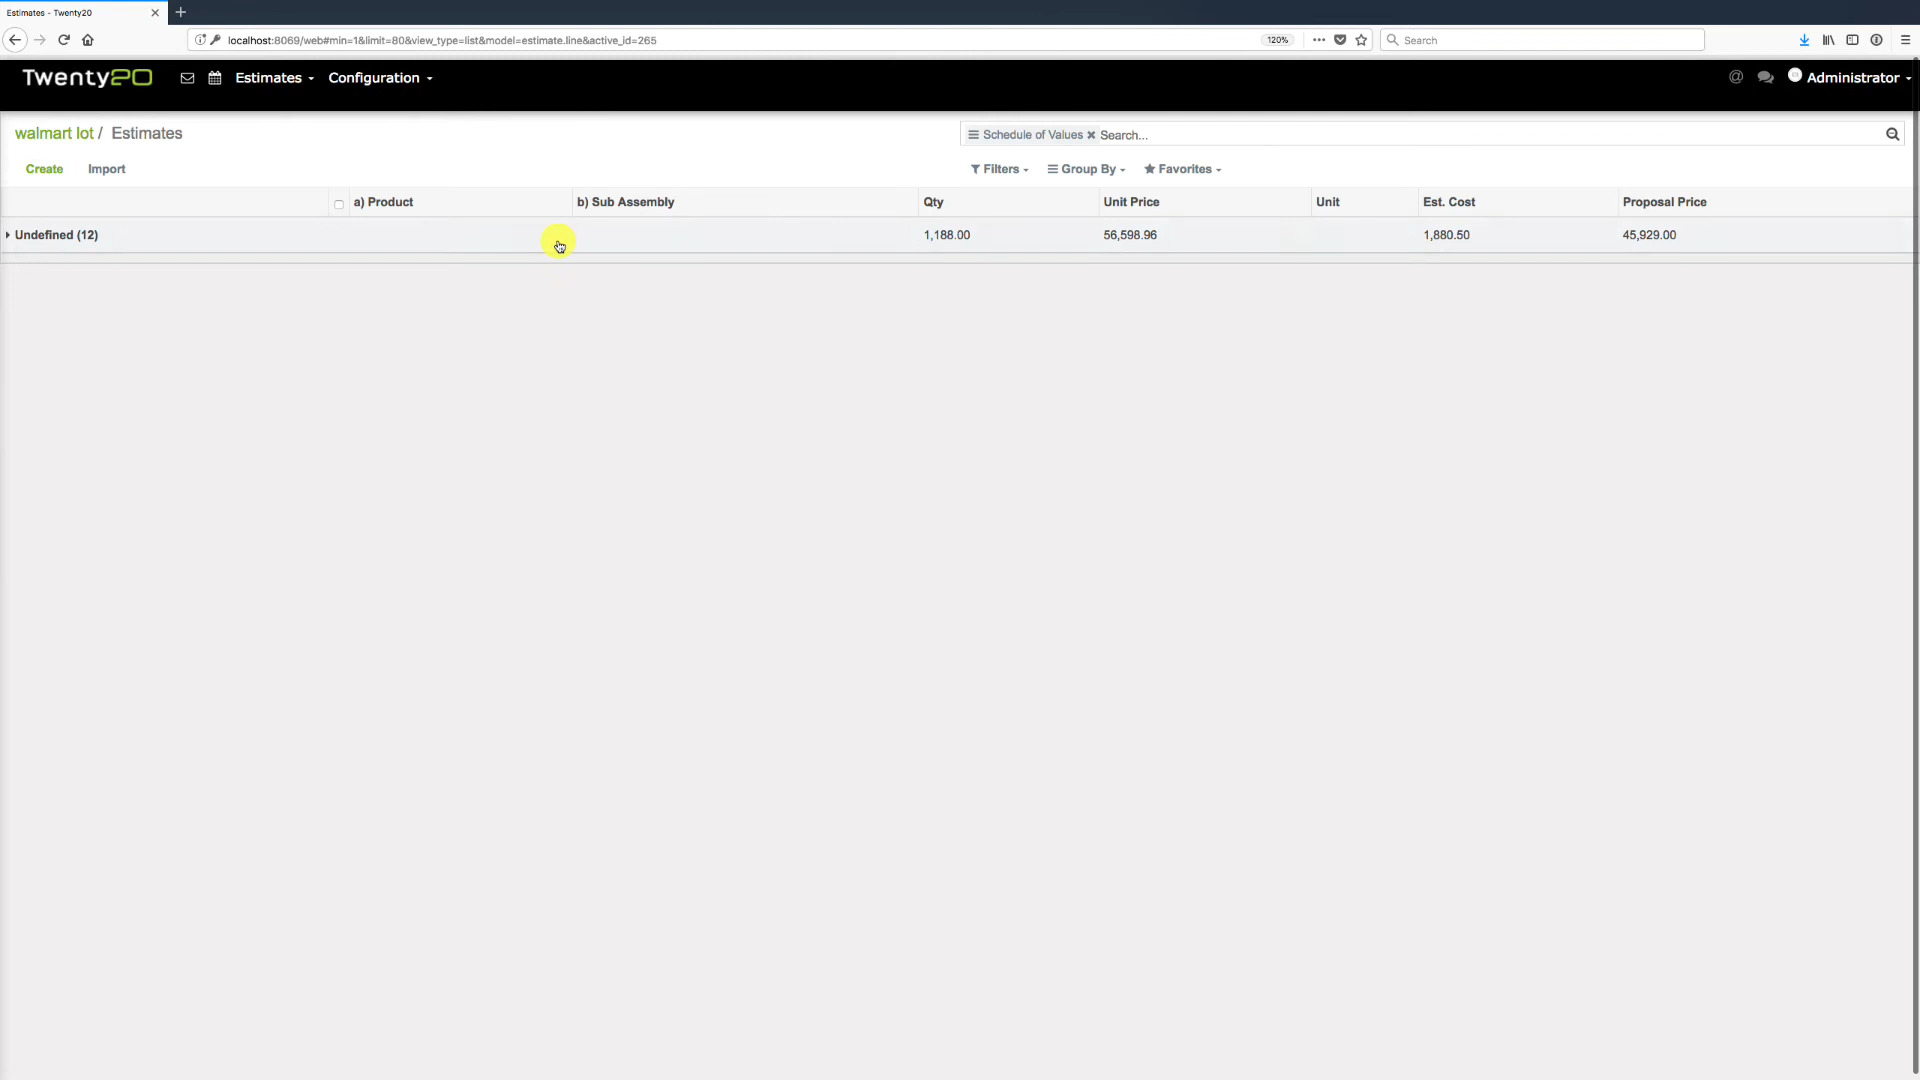 Estimates - Twenty20
localhost:8069/web#min=1&limit=80&view_type=list&model=estimate.line&active_id=265
120%
Search
Twenty20
Estimates
Configuration
Administrator
walmart lot / Estimates
Schedule of Values
Search...
Create
Import
Filters
Group By
Favorites
a) Product
b) Sub Assembly
Qty
Unit Price
Unit
Est. Cost
Proposal Price
Undefined (12)
1,188.00
56,598.96
1,880.50
45,929.00